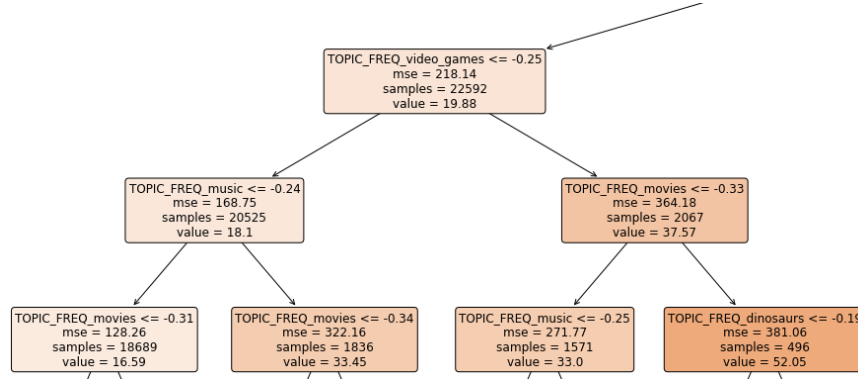 TOPIC_FREQ_video_games <= -0.25
mse = 218.14
samples = 22592
value = 19.88
TOPIC_FREQ_music <= -0.24
mse = 168.75
samples = 20525
value = 18.1
TOPIC_FREQ_movies <= -0.33
mse = 364.18
samples = 2067
value = 37.57
TOPIC_FREQ_movies <= -0.31
mse = 128.26
samples = 18689
value = 16.59
TOPIC_FREQ_movies <= -0.34
mse = 322.16
samples = 1836
value = 33.45
TOPIC_FREQ_music <= -0.25
mse = 271.77
samples = 1571
value = 33.0
TOPIC_FREQ_dinosaurs <= -0.19
mse = 381.06
samples = 496
value = 52.05